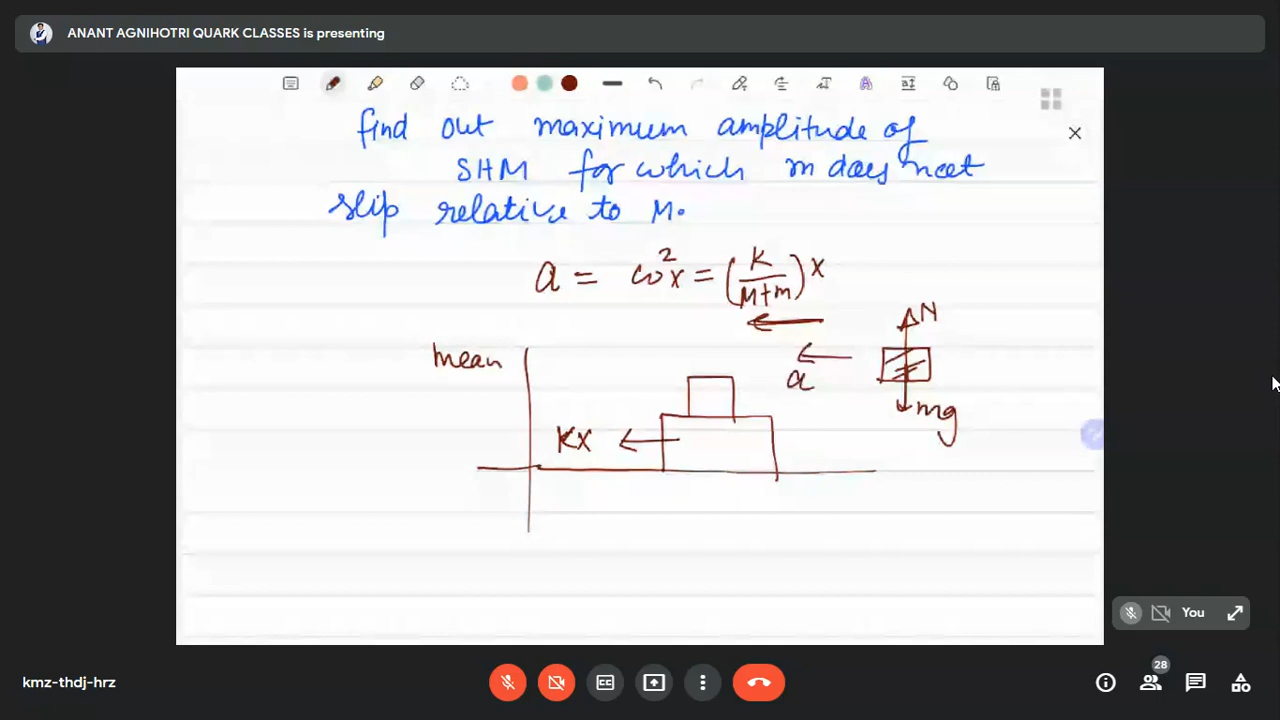 ANANT AGNIHOTRI QUARK CLASSES is presenting
find out maximum amplitude of
SHM for which m does not
slip relative to M.
a = ω²x = (K/M+m) x
N
mean
a
mg
Kx
You
28
kmz-thdj-hrz
CC